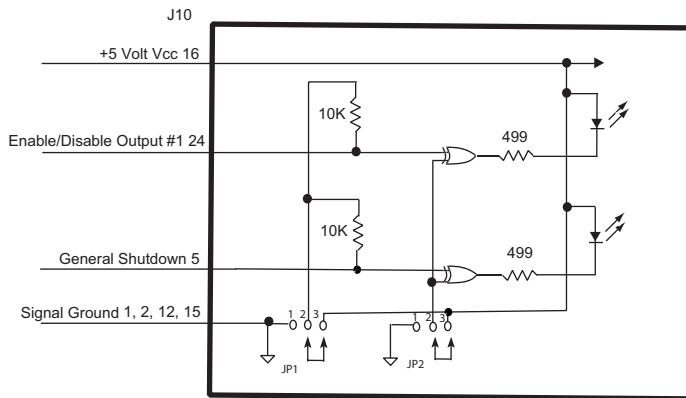 J10
+5 Volt Vcc 16
10K
499
Enable/Disable Output #1 24
10K
499
General Shutdown 5
Signal Ground 1, 2, 12, 15
1 2 3
1 2 3
JP1
JP2